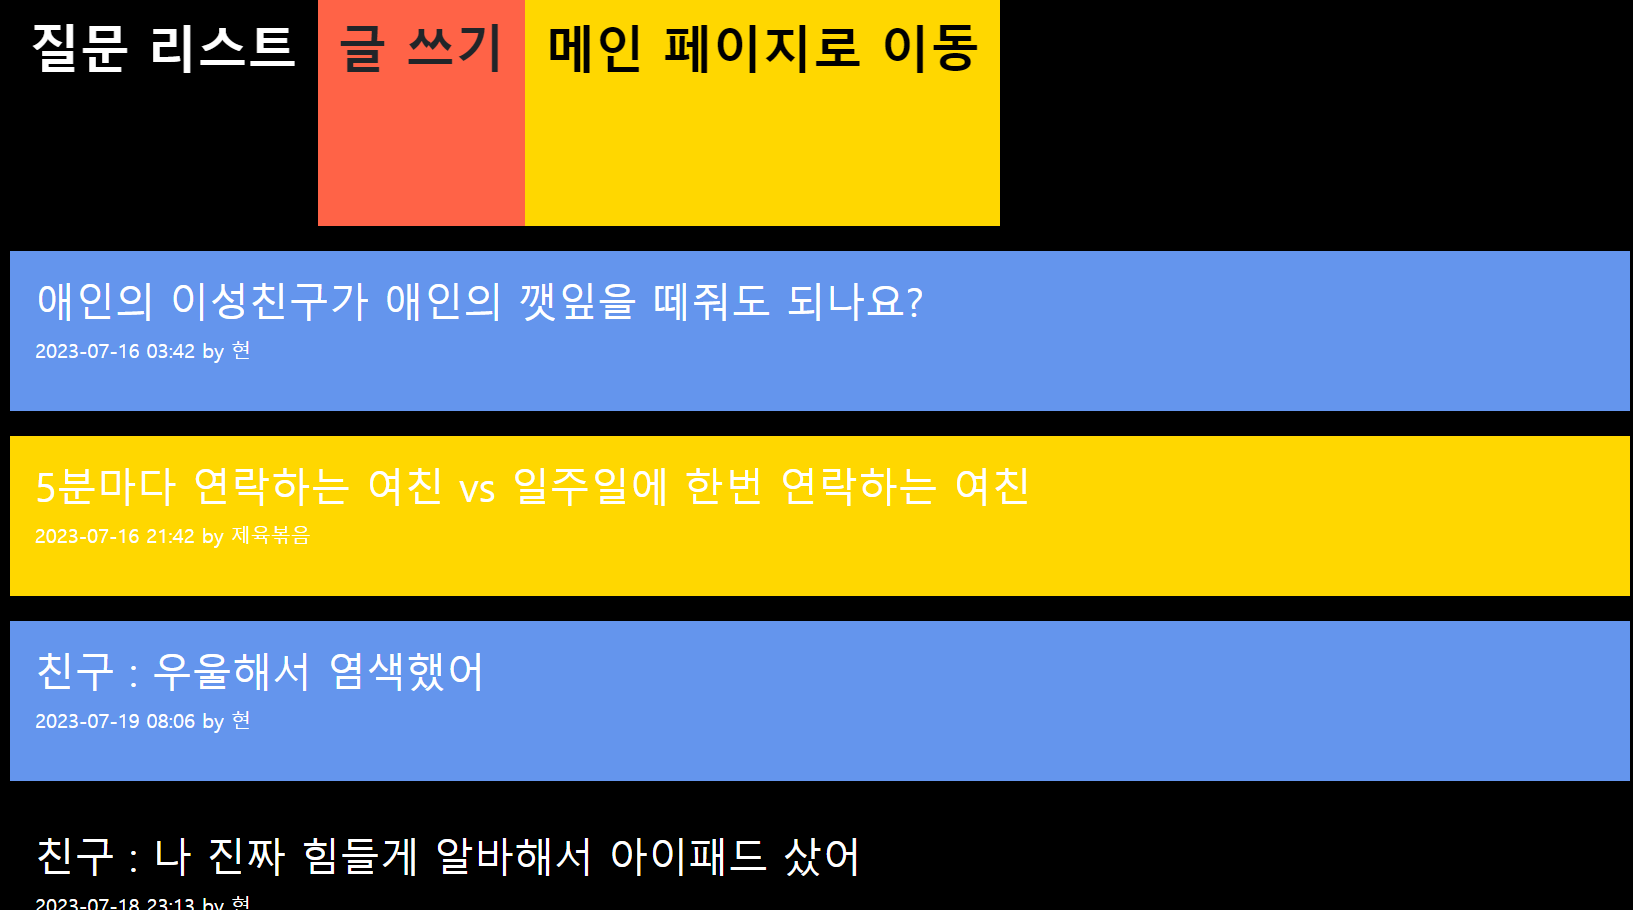 질문 리스트 글 쓰기 메인 페이지로 이동
애인의 이성친구가 애인의 깻잎을 떼줘도 되나요?
2023-07-16 03:42 by 현
5분마다 연락하는 여친 vs 일주일에 한번 연락하는 여친
2023-07-16 21:42 by 제육볶음
친구 : 우울해서 염색했어
2023-07-19 08:06 by 현
친구 : 나 진짜 힘들게 알바해서 아이패드 샀어
2023-07-18 23:13 by 현